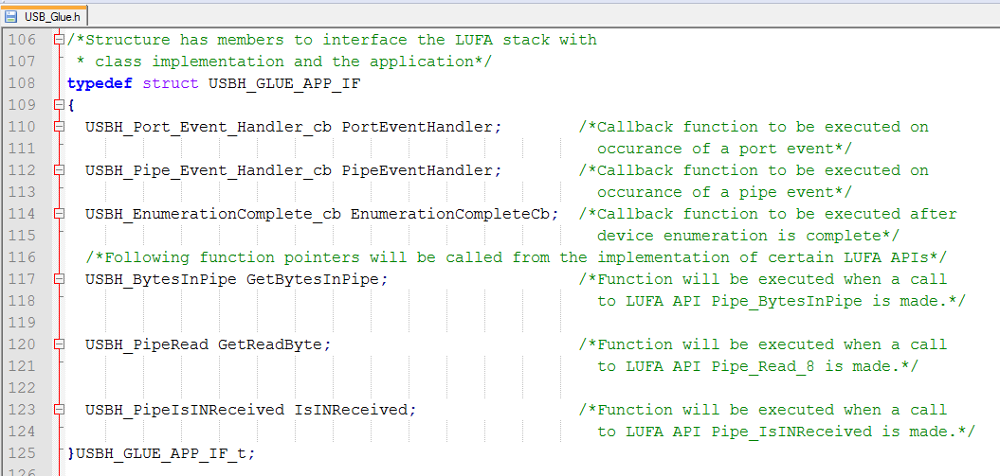 USB_Glue.h
106 /*Structure has members to interface the LUFA stack with
107 * class implementation and the application*/
108 typedef struct USBH_GLUE_APP_IF
109 {
110 USBH_Port_Event_Handler_cb PortEventHandler; /*Callback function to be executed on
111 occurance of a port event*/
112 USBH_Pipe_Event_Handler_cb PipeEventHandler; /*Callback function to be executed on
113 occurance of a pipe event*/
114 USBH_EnumerationComplete_cb EnumerationCompleteCb; /*Callback function to be executed after
115 device enumeration is complete*/
116 /*Following function pointers will be called from the implementation of certain LUFA APIs*/
117 USBH_BytesInPipe GetBytesInPipe; /*Function will be executed when a call
118 to LUFA API Pipe_BytesInPipe is made.*/
119
120 USBH_PipeRead GetReadByte; /*Function will be executed when a call
121 to LUFA API Pipe_Read_8 is made.*/
122
123 USBH_PipeIsINReceived IsINReceived; /*Function will be executed when a call
124 to LUFA API Pipe_IsINReceived is made.*/
125 }USBH_GLUE_APP_IF_t;
126